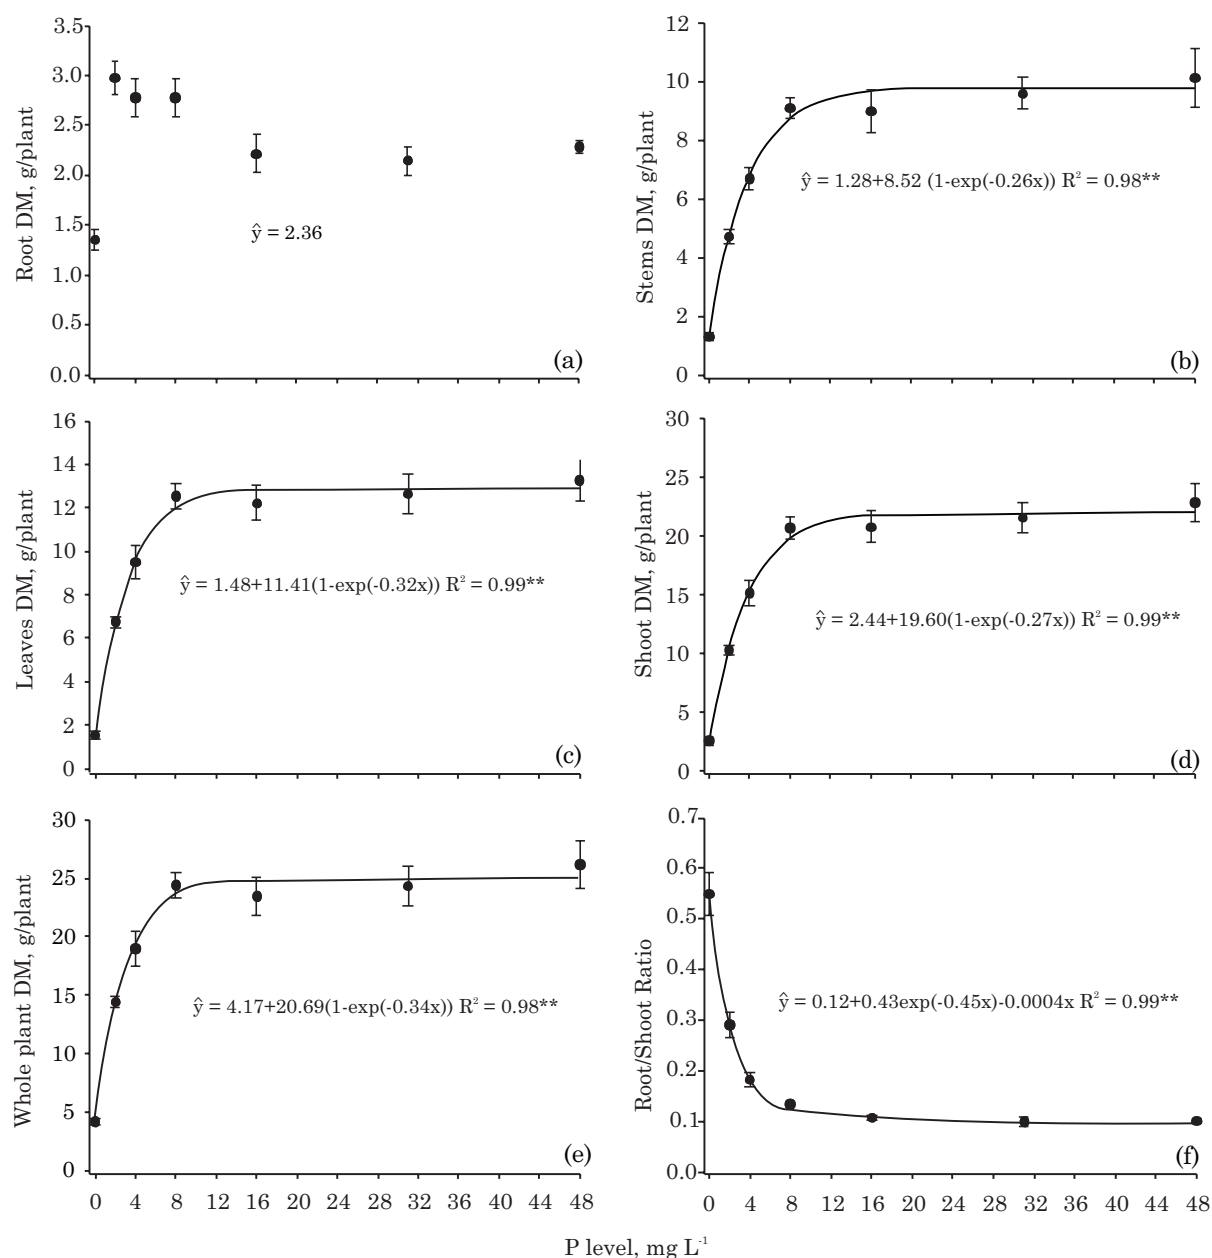 3.5
3.0
2.5
2.0
1.5
1.0
0.5
0.0
Root DM, g/plant
ŷ = 2.36
(a)
12
10
8
6
4
2
0
Stems DM, g/plant
ŷ = 1.28+8.52 (1-exp(-0.26x)) R² = 0.98**
(b)
16
14
12
10
8
6
4
2
0
Leaves DM, g/plant
ŷ = 1.48+11.41(1-exp(-0.32x)) R² = 0.99**
(c)
30
25
20
15
10
5
0
Shoot DM, g/plant
ŷ = 2.44+19.60(1-exp(-0.27x)) R² = 0.99**
(d)
30
25
20
15
10
5
0
Whole plant DM, g/plant
ŷ = 4.17+20.69(1-exp(-0.34x)) R² = 0.98**
(e)
0 4 8 12 16 20 24 28 32 36 40 44 48
0.7
0.6
0.5
0.4
0.3
0.2
0.1
0.0
Root/Shoot Ratio
ŷ = 0.12+0.43exp(-0.45x)-0.0004x R² = 0.99**
(f)
0 4 8 12 16 20 24 28 32 36 40 44 48
P level, mg L⁻¹